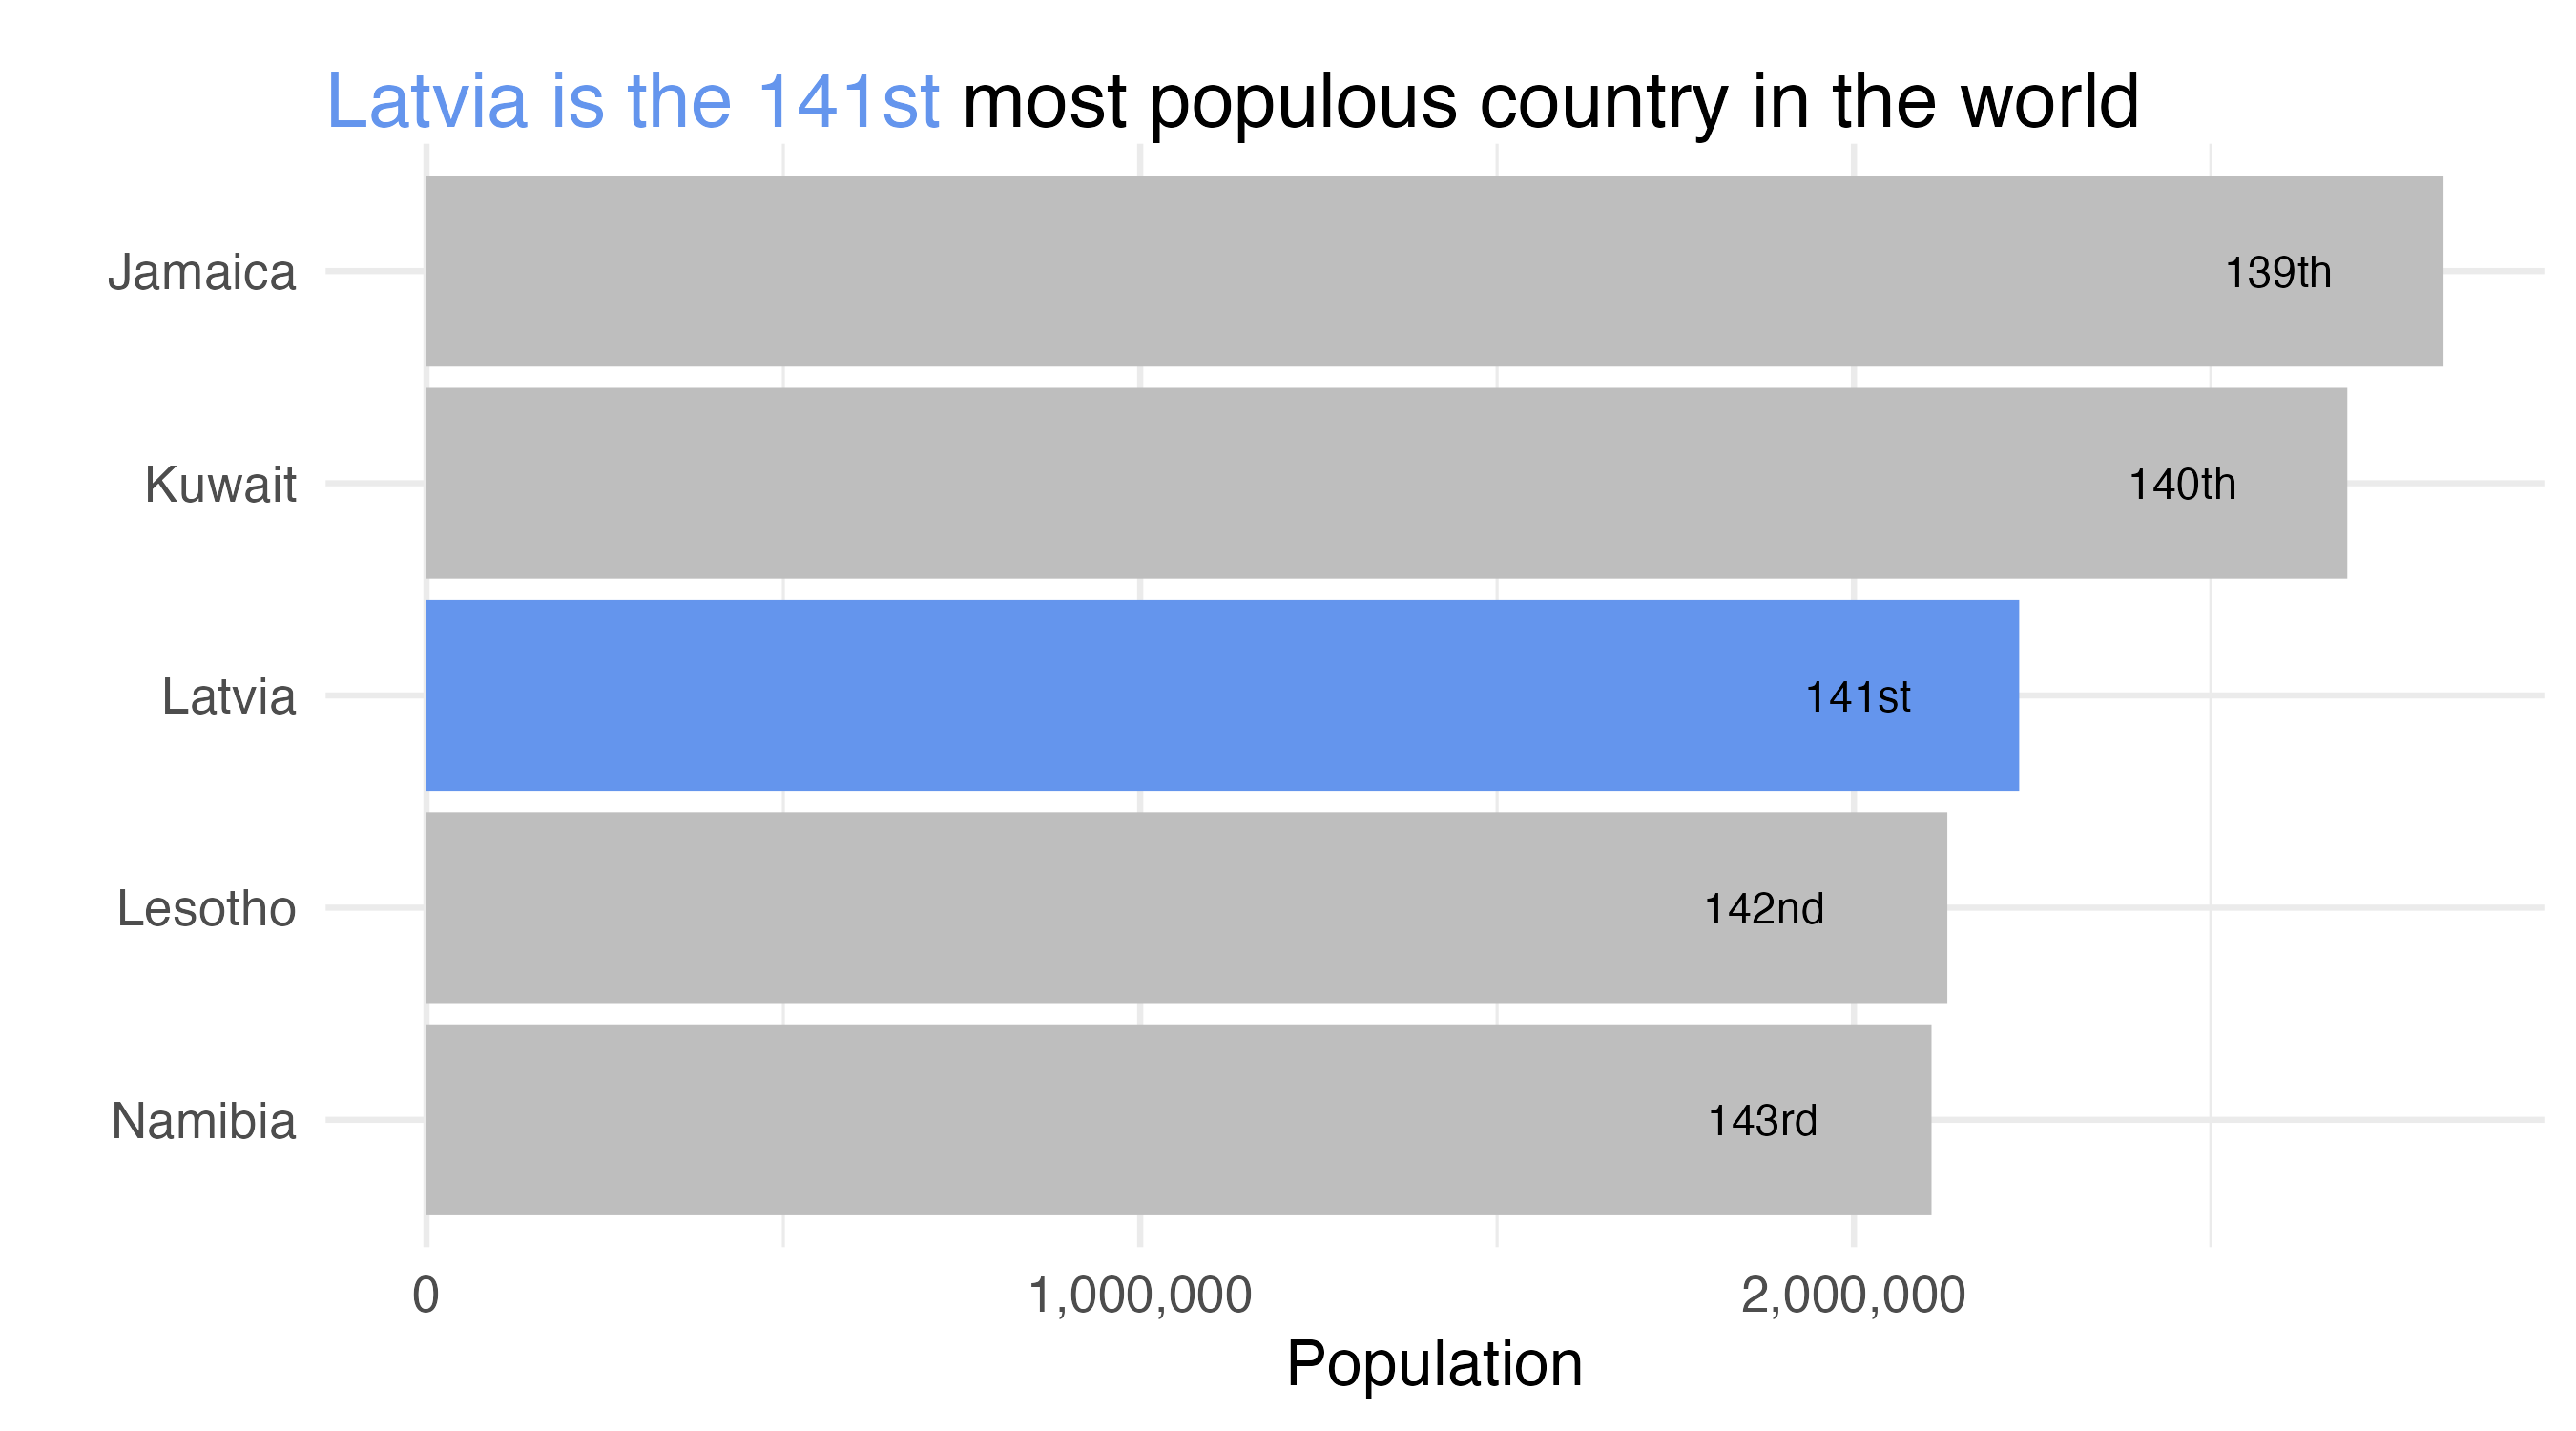 Latvia is the 141st most populous country in the world
Jamaica
139th
Kuwait
140th
Latvia
141st
Lesotho
142nd
Namibia
143rd
0
1,000,000
2,000,000
Population